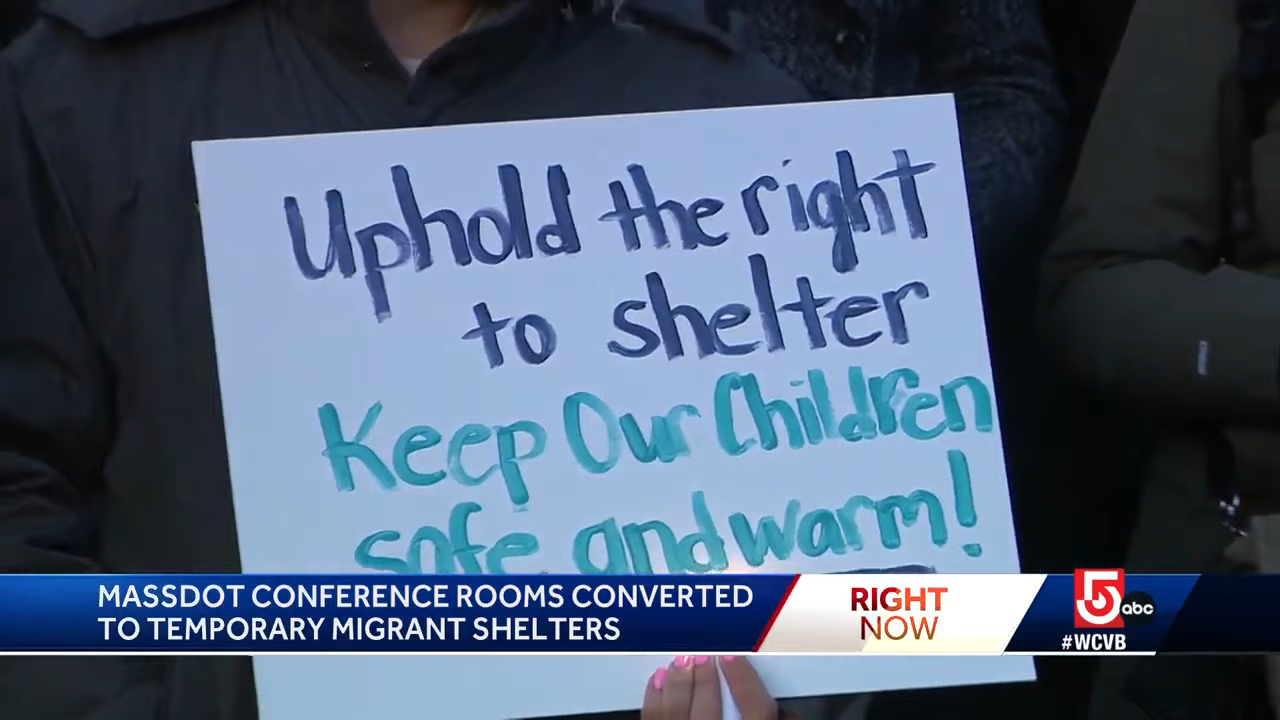 Uphold the right
to shelter
Keep Our Children
safe and warm!
MASSDOT CONFERENCE ROOMS CONVERTED
TO TEMPORARY MIGRANT SHELTERS
RIGHT
NOW
5
abc
#WCVB